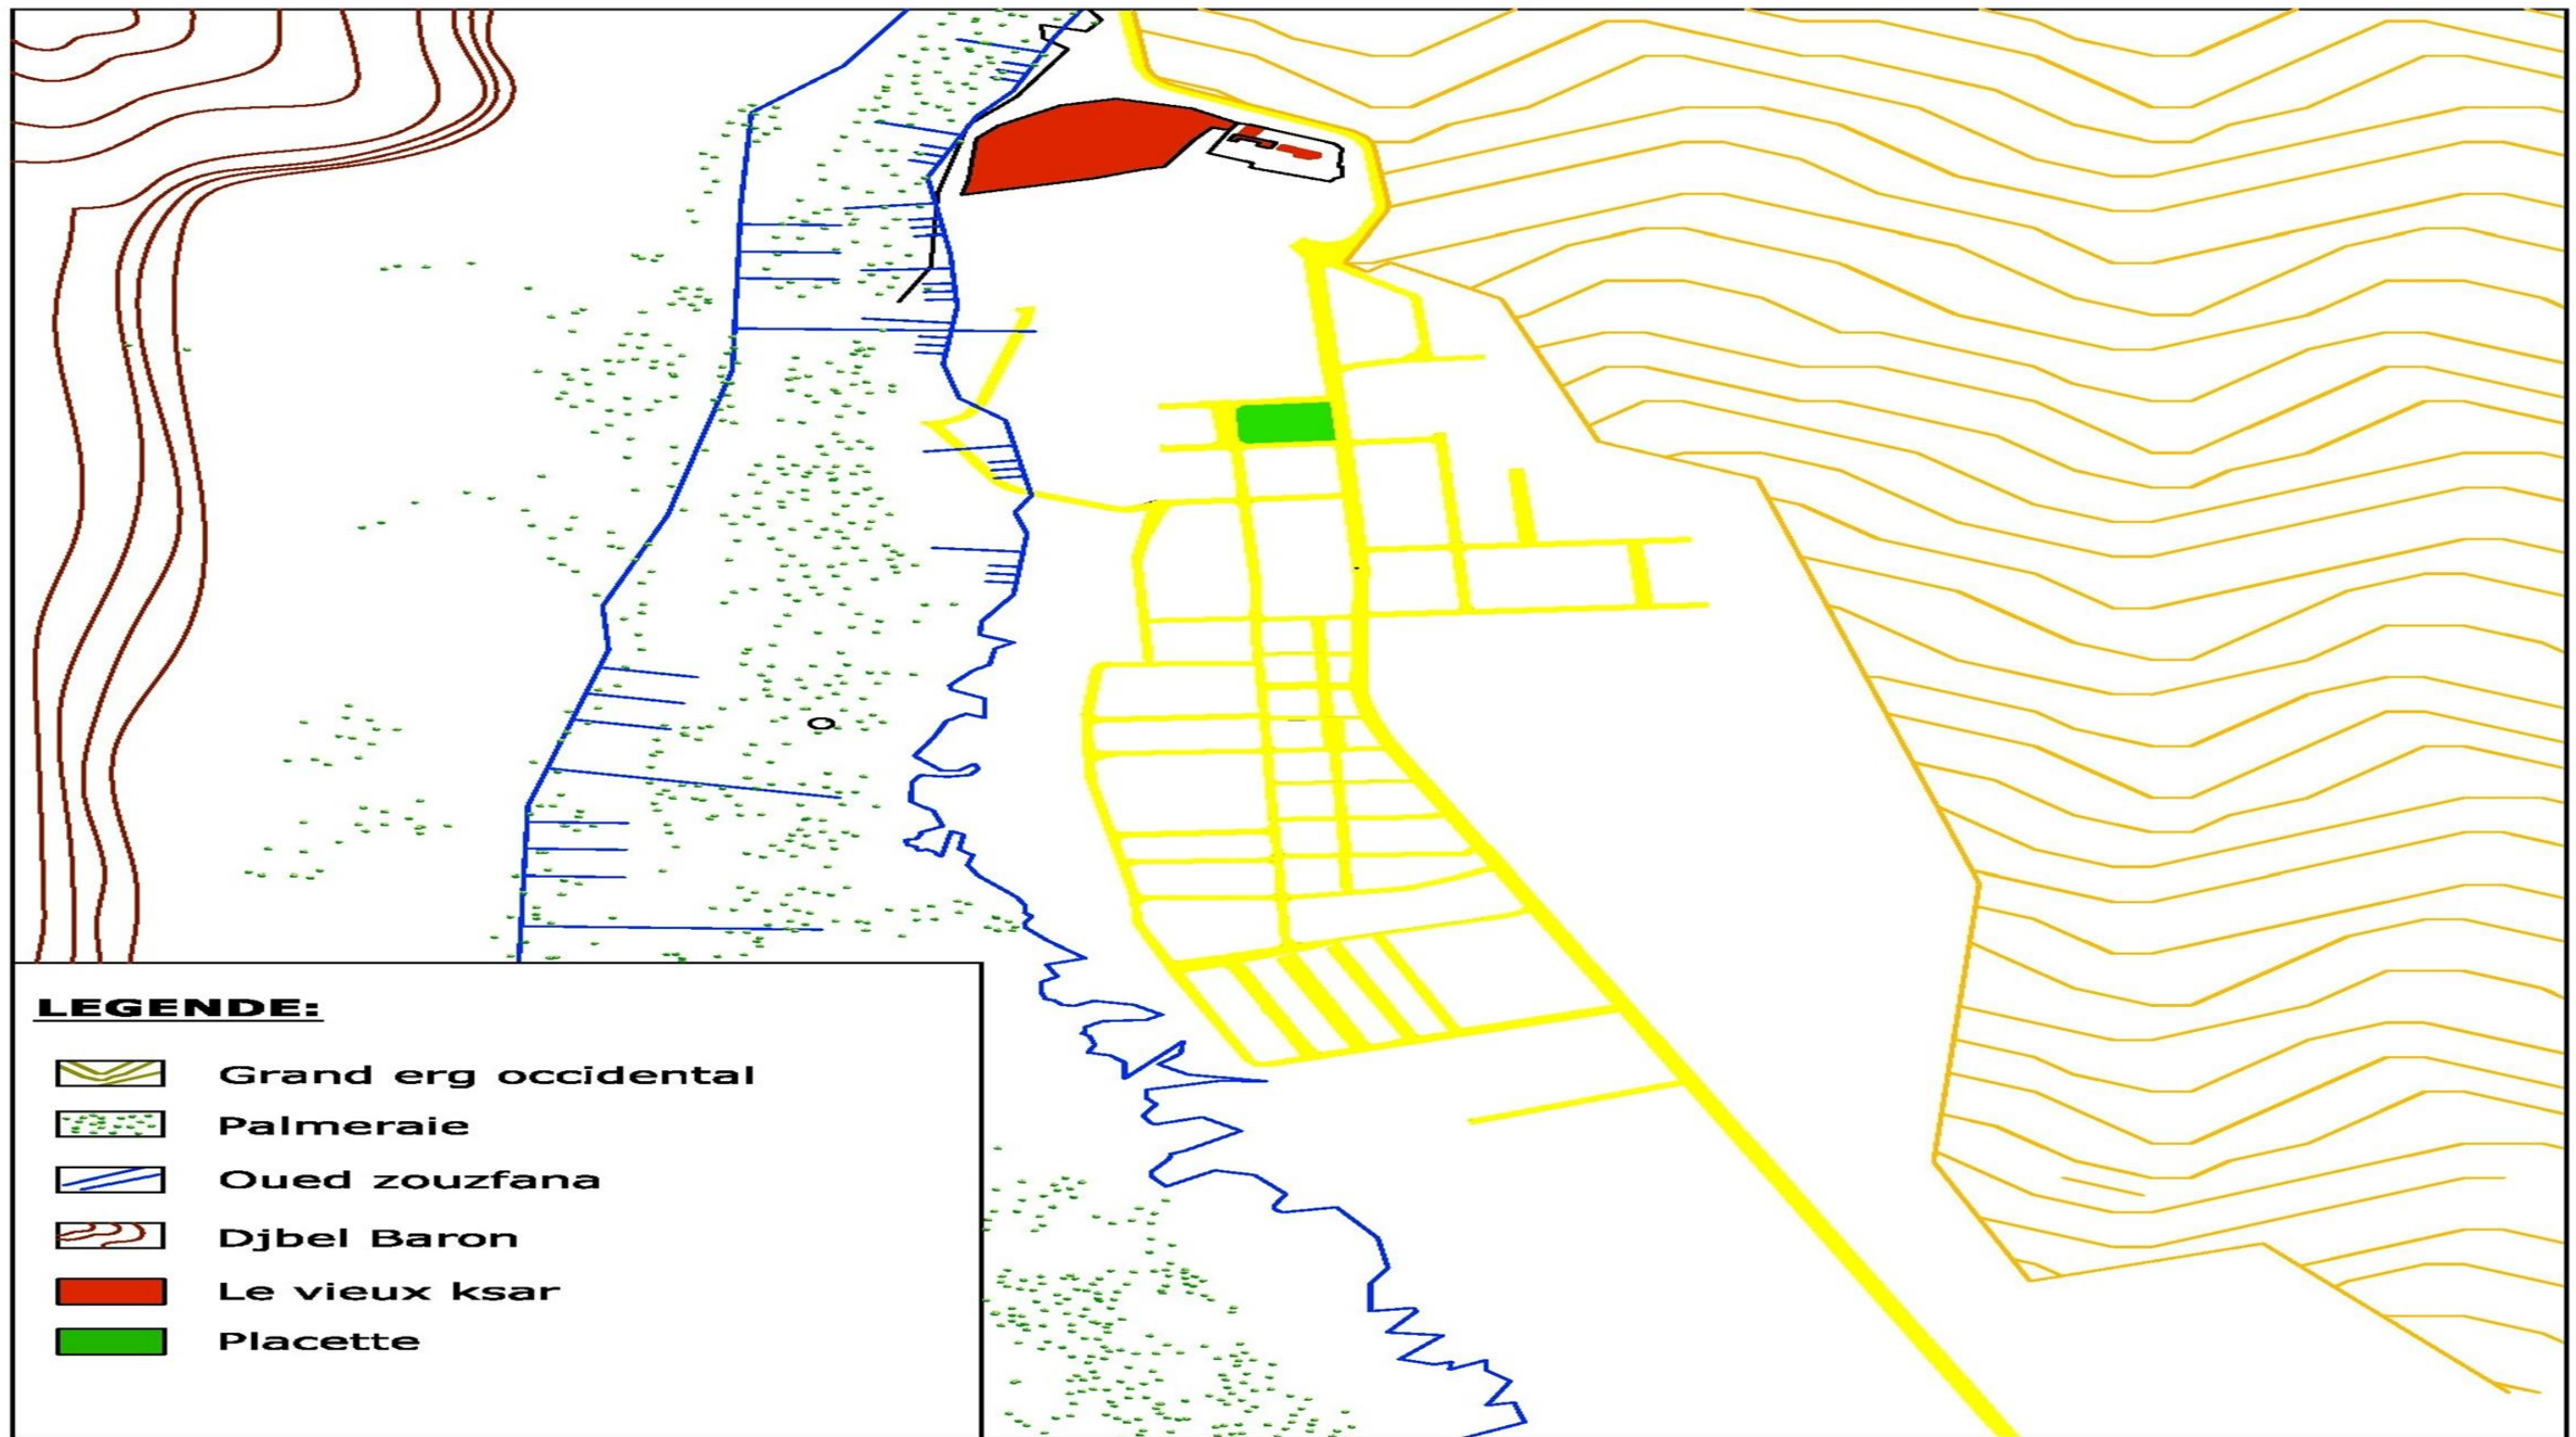 LEGENDE:
Grand erg occidental
Palmeraie
Oued zouzfana
Djbel Baron
Le vieux ksar
Placette